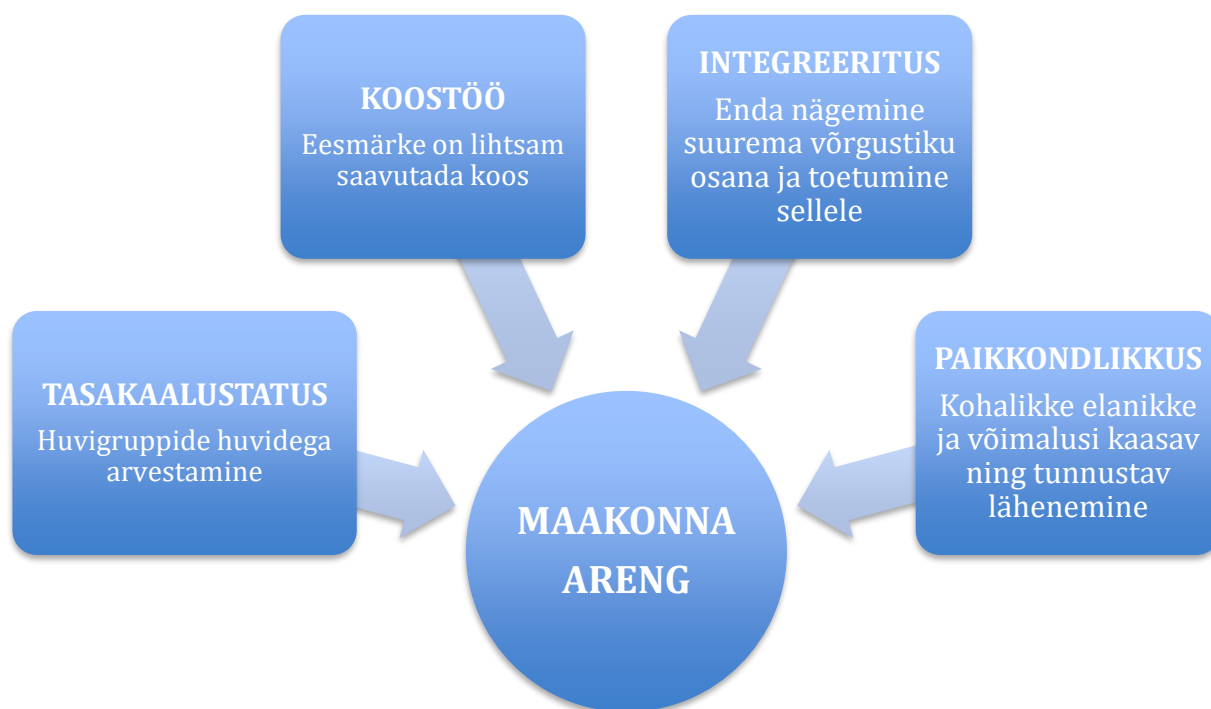 KOOSTÖÖ
Eesmärke on lihtsam
saavutada koos
INTEGREERITUS
Enda nägemine
suurema võrgustiku
osana ja toetumine
sellele
TASAKAALUSTATUS
Huvigruppide huvidega
arvestamine
PAIKKONDLIKKUS
Kohalikke elanikke
ja võimalusi kaasav
ning tunnustav
lähenemine
MAAKONNA
ARENG